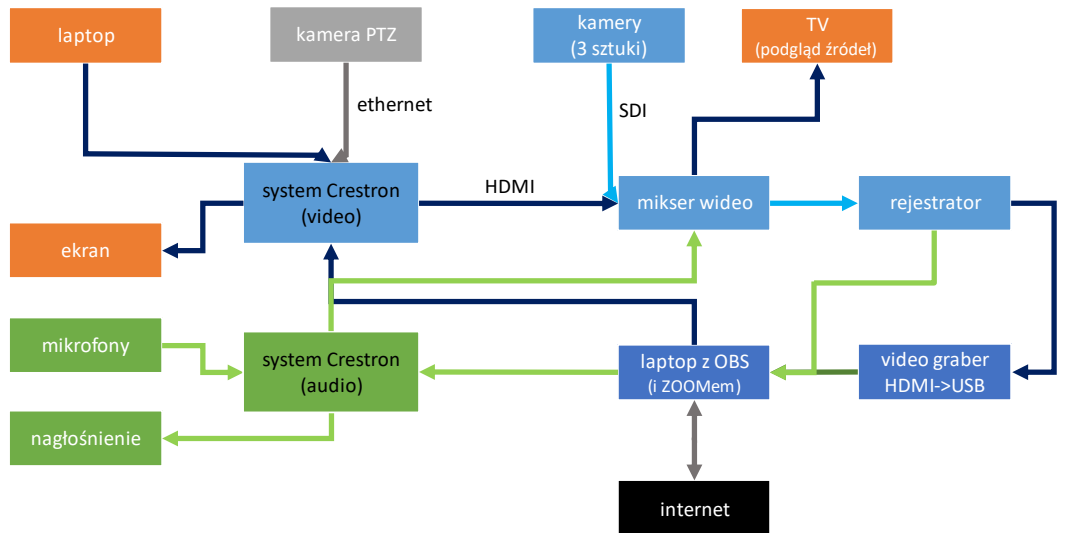 laptop
kamera PTZ
kamery
(3 sztuki)
TV
(podgląd źródeł)
ethernet
SDI
system Crestron
(video)
HDMI
mikser wideo
rejestrator
ekran
mikrofony
system Crestron
(audio)
laptop z OBS
(i ZOOMem)
video graber
HDMI->USB
nagłośnienie
internet